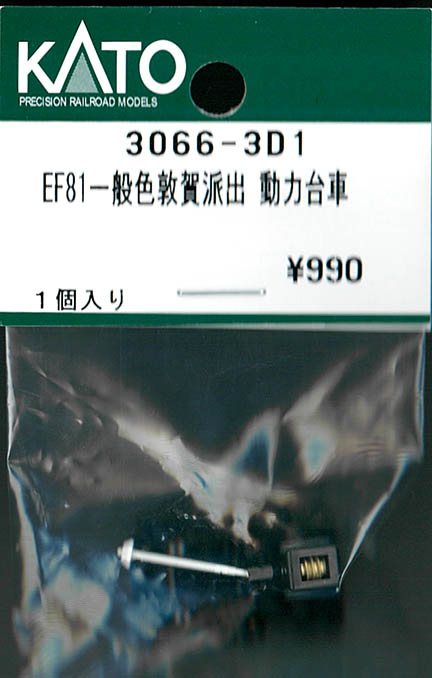 KATO
PRECISION RAILROAD MODELS
3066-3D1
EF81一般色敦賀派出 動力台車
¥990
1個入り